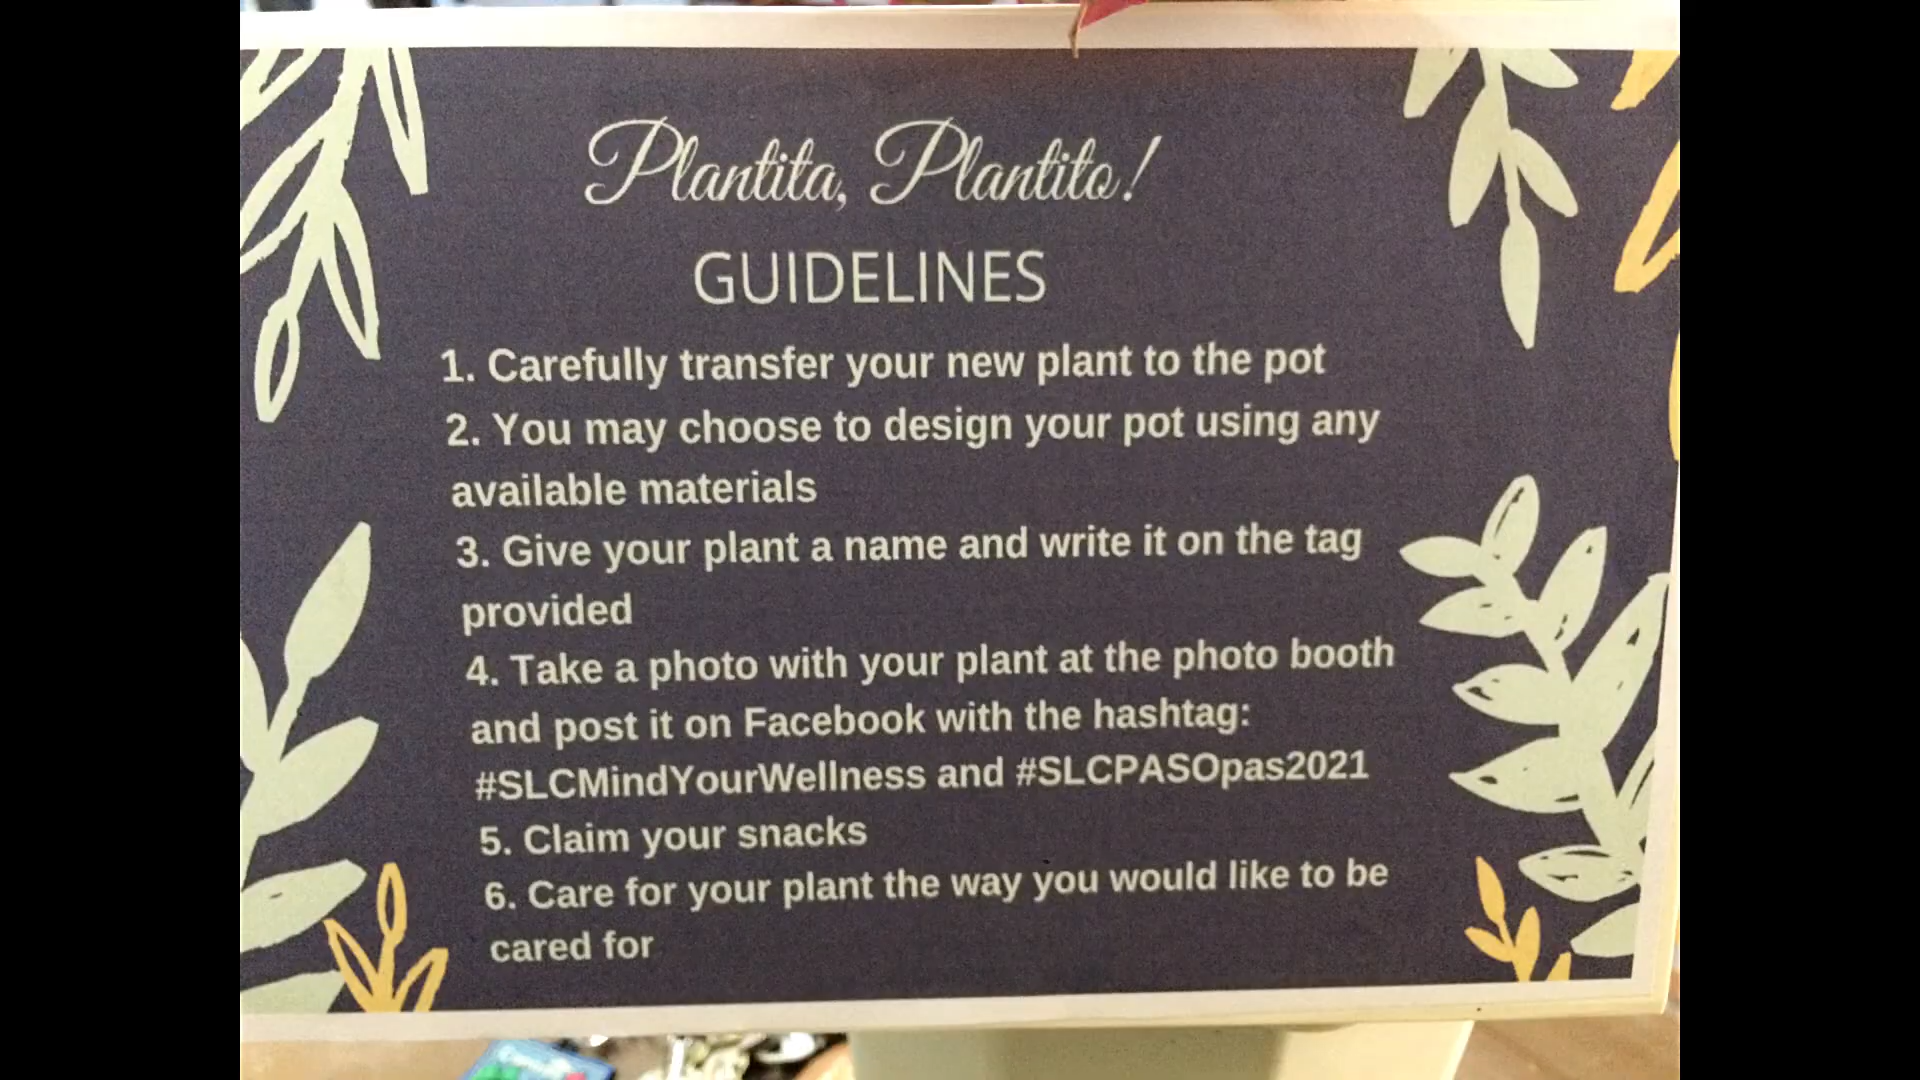 Plantita, Plantito!
GUIDELINES
1. Carefully transfer your new plant to the pot
2. You may choose to design your pot using any
available materials
3. Give your plant a name and write it on the tag
provided
4. Take a photo with your plant at the photo booth
and post it on Facebook with the hashtag:
#SLCMindYourWellness and #SLCPASOpas2021
5. Claim your snacks
6. Care for your plant the way you would like to be
cared for